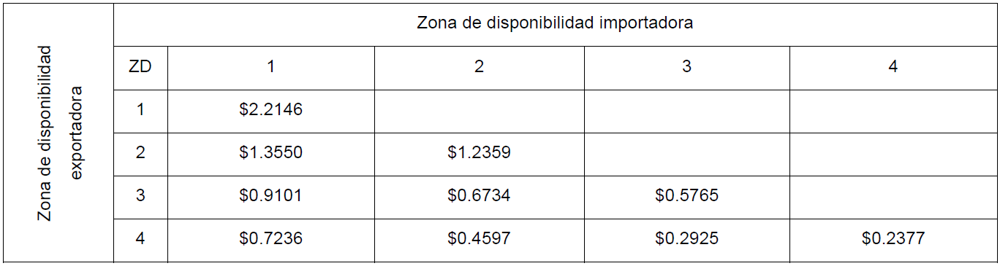 Zona de disponibilidad
exportadora
Zona de disponibilidad importadora
ZD 1 2 3 4
1 $2.2146
2 $1.3550 $1.2359
3 $0.9101 $0.6734 $0.5765
4 $0.7236 $0.4597 $0.2925 $0.2377